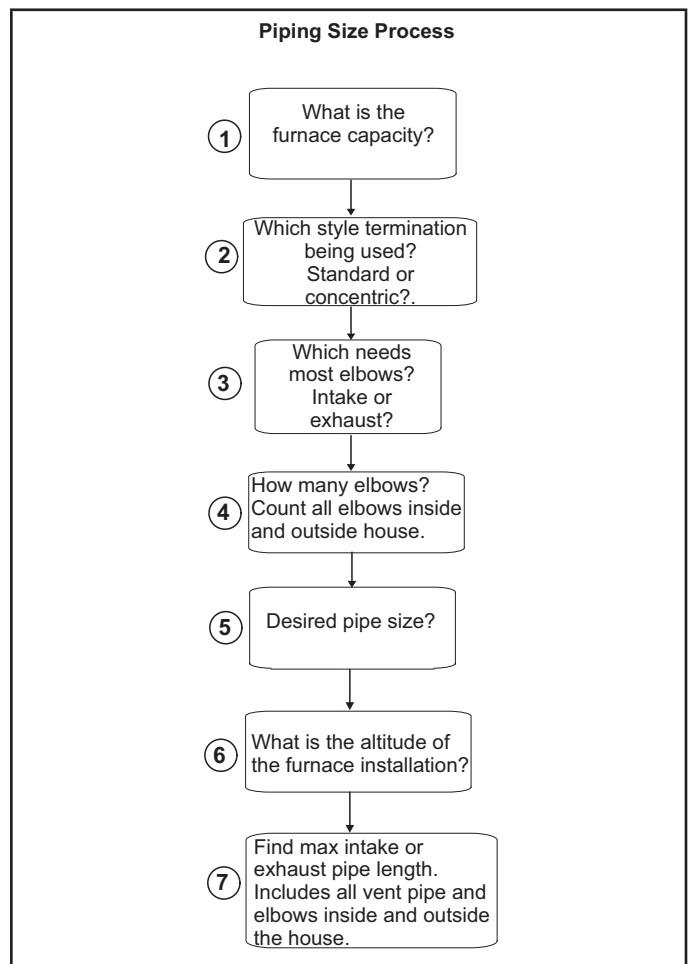 Piping Size Process
1
What is the
furnace capacity?
2
Which style termination
being used?
Standard or
concentric?.
3
Which needs
most elbows?
Intake or
exhaust?
4
How many elbows?
Count all elbows inside
and outside house.
5
Desired pipe size?
6
What is the altitude of
the furnace installation?
7
Find max intake or
exhaust pipe length.
Includes all vent pipe and
elbows inside and outside
the house.